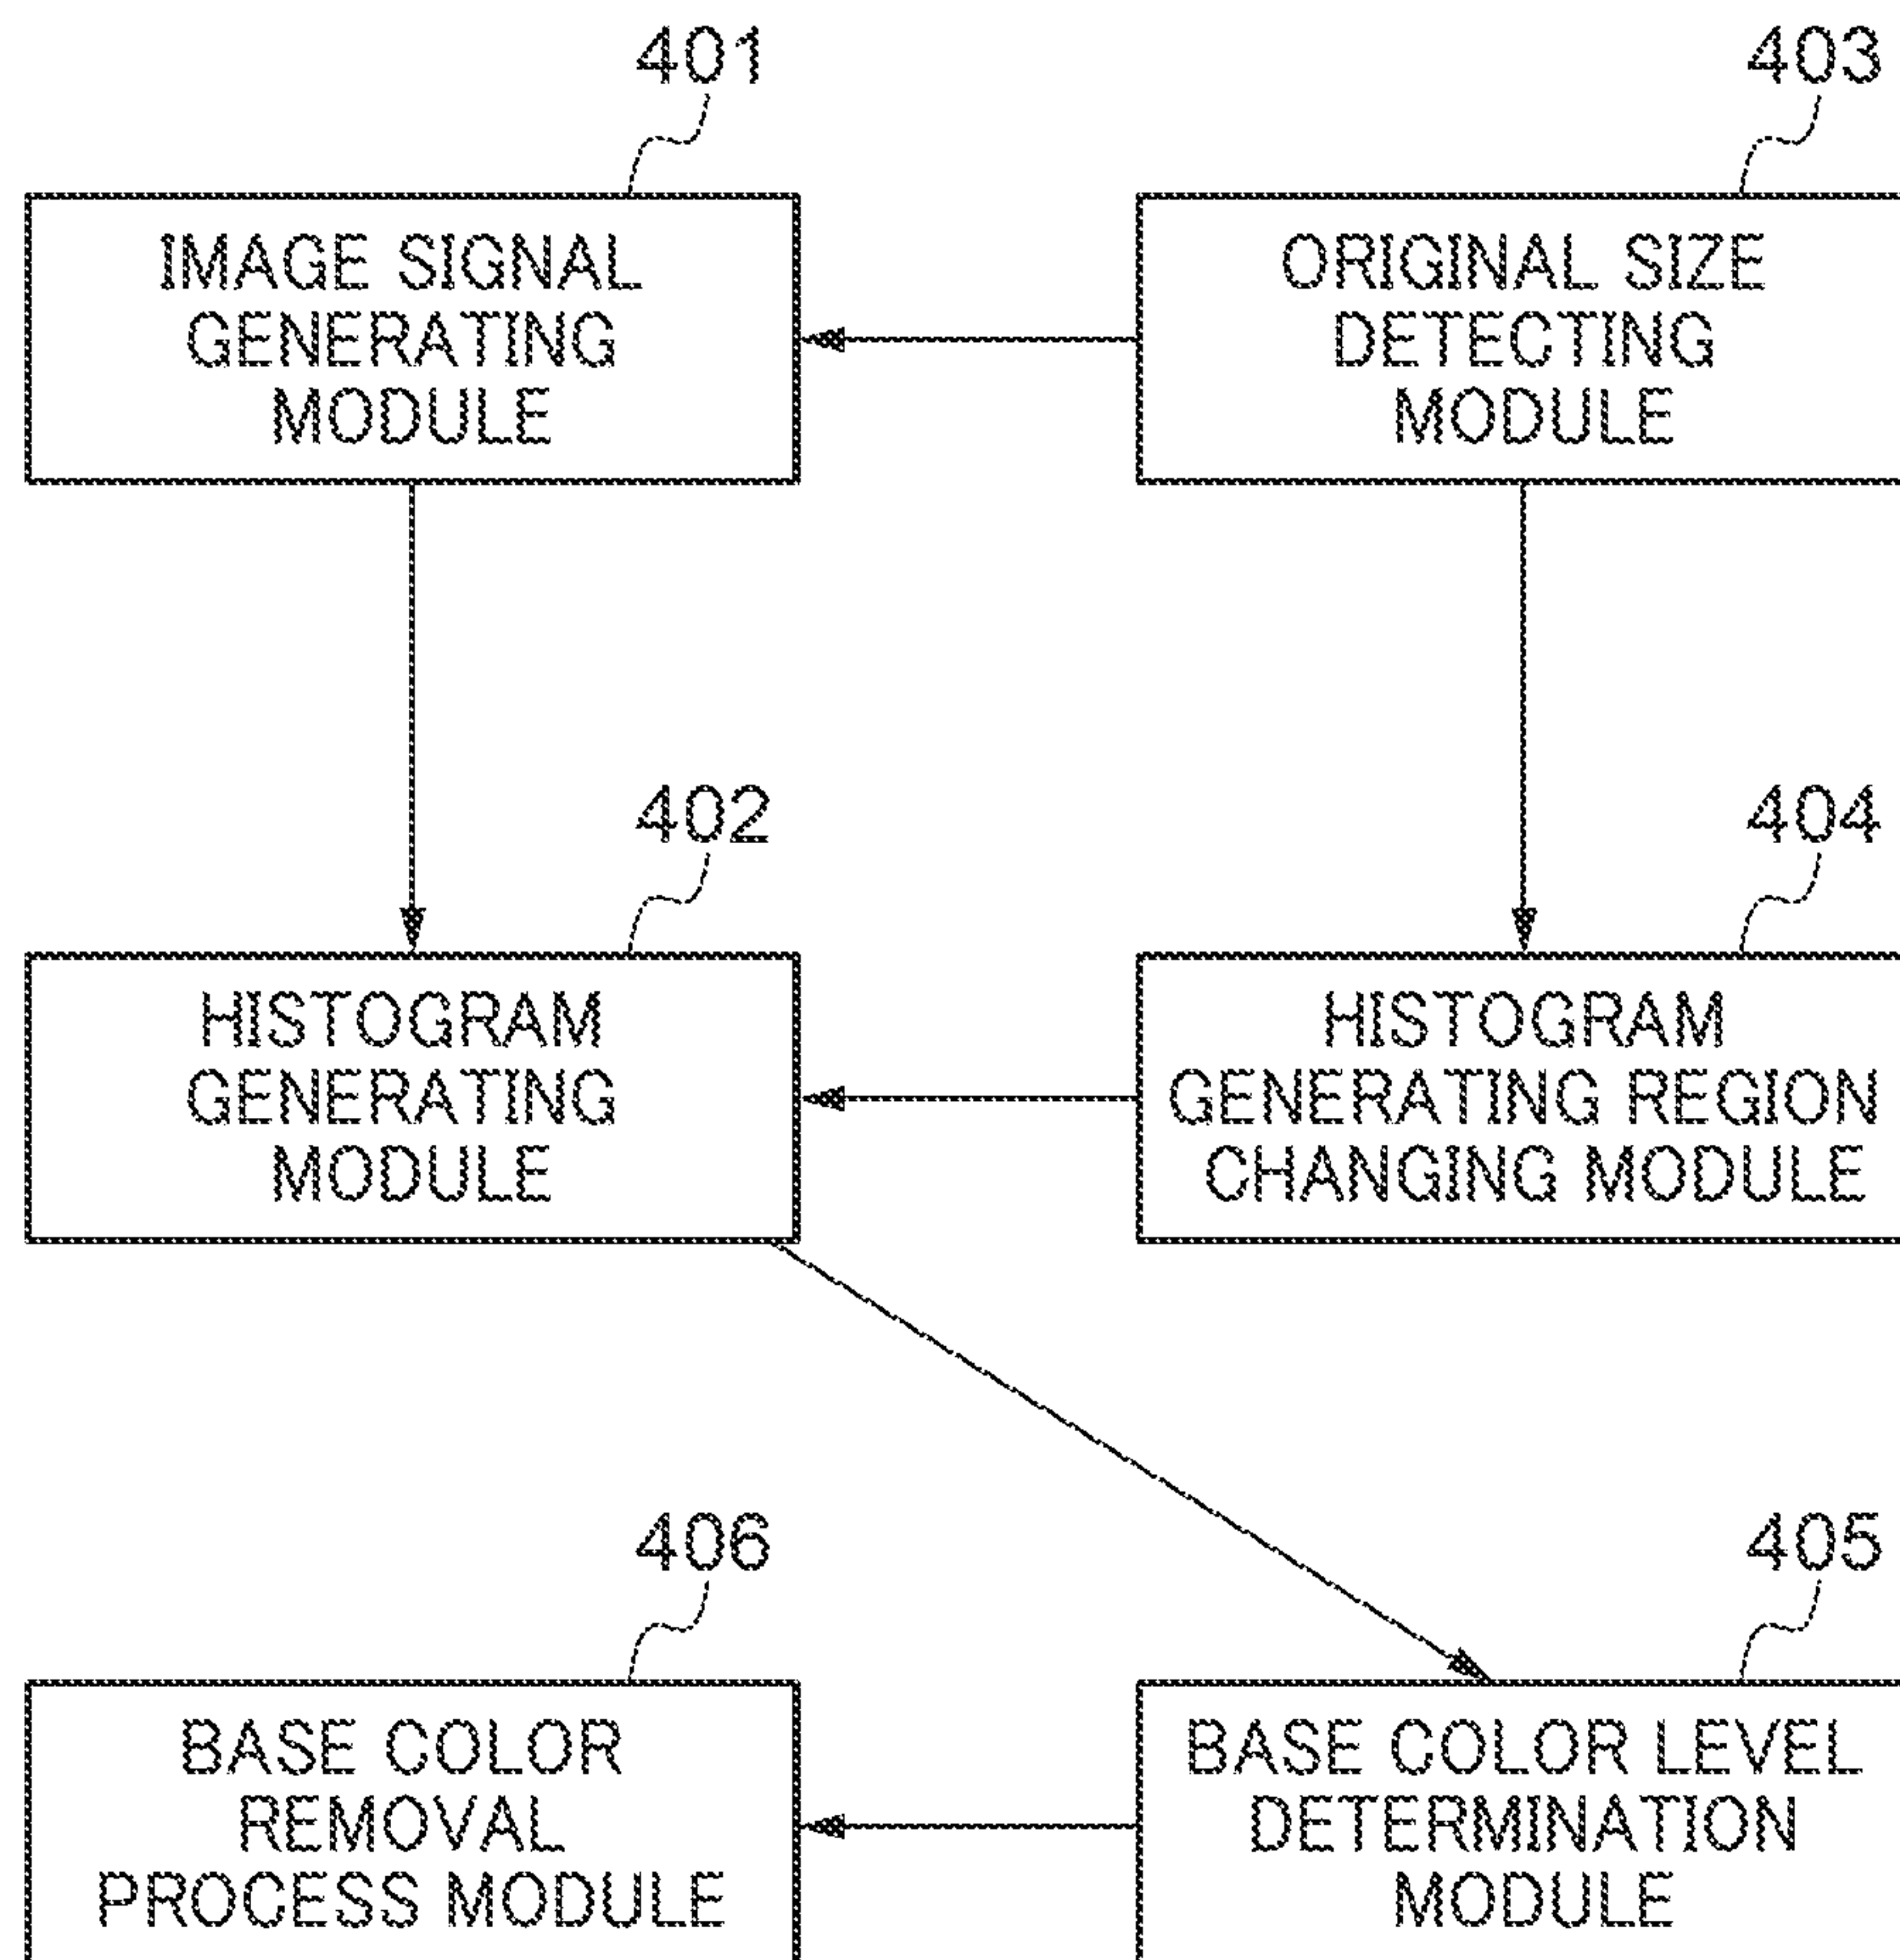 401
IMAGE SIGNAL
GENERATING
MODULE
403
ORIGINAL SIZE
DETECTING
MODULE
402
HISTOGRAM
GENERATING
MODULE
404
HISTOGRAM
GENERATING REGION
CHANGING MODULE
406
BASE COLOR
REMOVAL
PROCESS MODULE
405
BASE COLOR LEVEL
DETERMINATION
MODULE